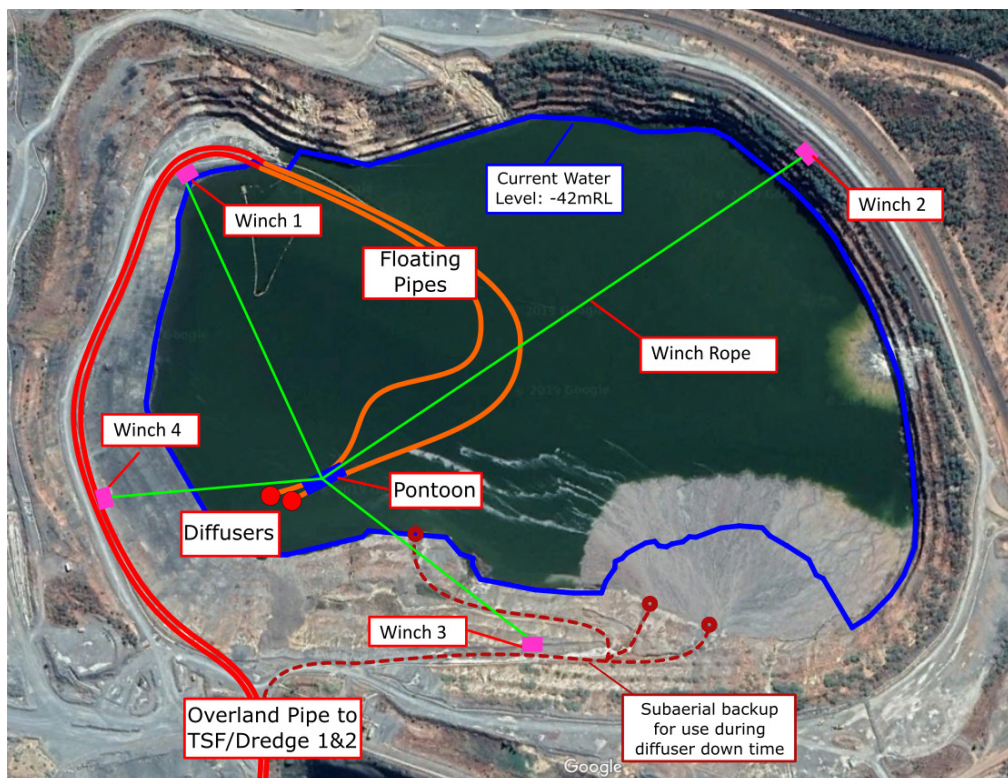 Current Water
Level: -42mRL
Winch 1
Winch 2
Floating
Pipes
Winch Rope
Winch 4
Pontoon
Diffusers
Winch 3
Overland Pipe to
TSF/Dredge 1&2
Subaerial backup
for use during
diffuser down time
Google